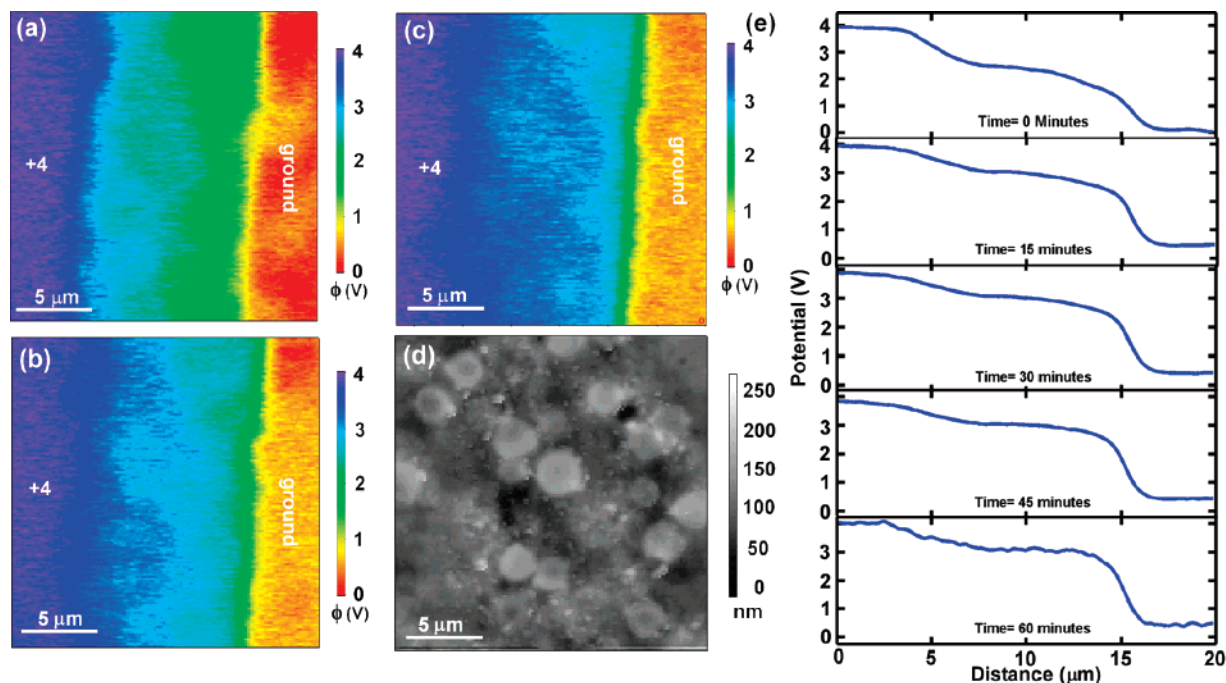 (a)
+4
ground
5 μm
4
3
2
1
0
ϕ (V)
(b)
+4
ground
5 μm
4
3
2
1
0
ϕ (V)
(c)
+4
ground
5 μm
4
3
2
1
0
ϕ (V)
(d)
5 μm
250
200
150
100
50
0
nm
(e)
Potential (V)
4
3
2
1
0
Time= 0 Minutes
4
3
2
1
0
Time= 15 minutes
3
2
1
0
Time= 30 minutes
3
2
1
0
Time= 45 minutes
3
2
1
0
Time= 60 minutes
0 5 10 15 20
Distance (μm)